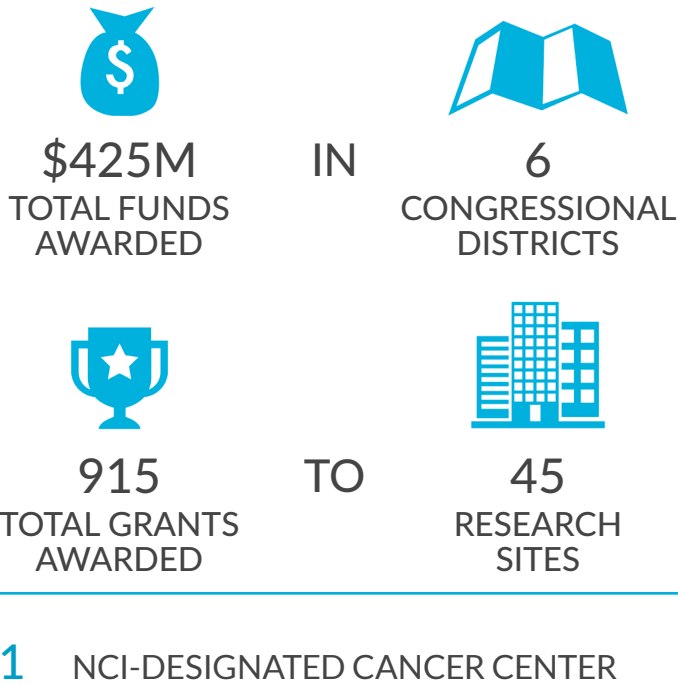 $
$425M IN 6
TOTAL FUNDS CONGRESSIONAL
AWARDED DISTRICTS
915 TO 45
TOTAL GRANTS RESEARCH
AWARDED SITES
1 NCI-DESIGNATED CANCER CENTER